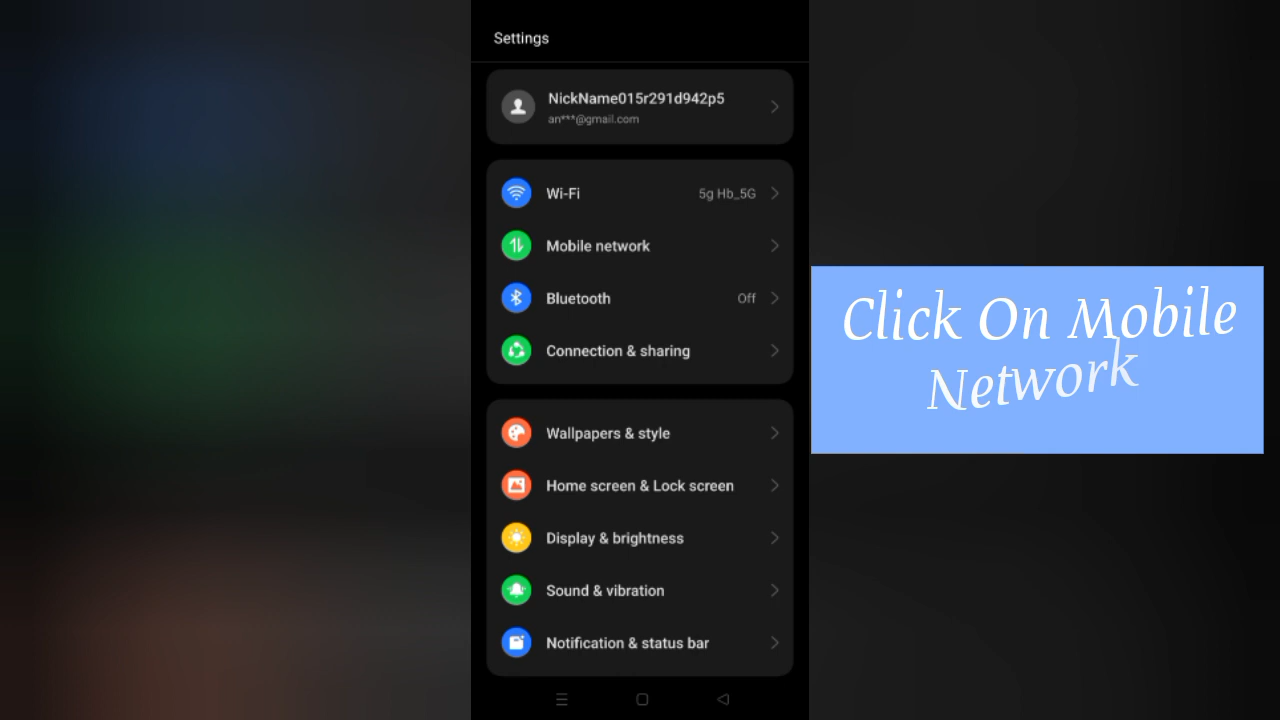 Settings
NickName015r291d942p5
an***@gmail.com
Wi-Fi 5g Hb_5G
Mobile network
Bluetooth Off
Connection & sharing
Wallpapers & style
Home screen & Lock screen
Display & brightness
Sound & vibration
Notification & status bar
Click On Mobile
Network